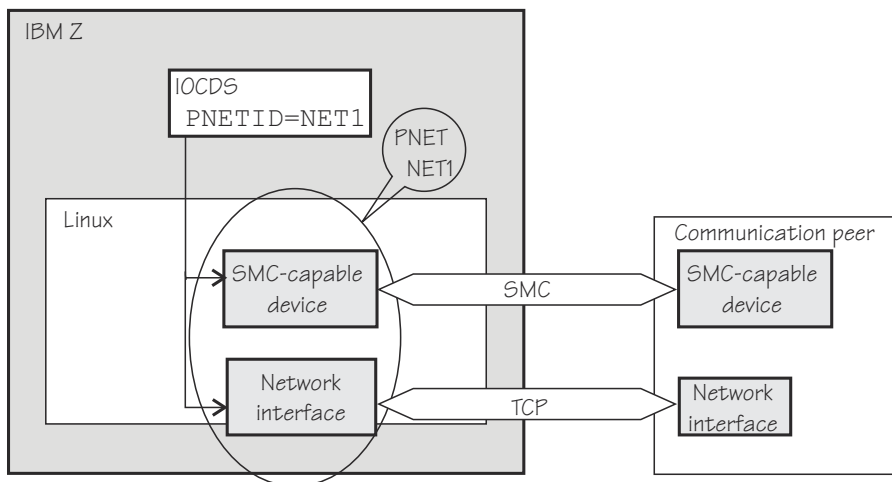 IBM Z
IOCDS
PNETID=NET1
PNET
NET1
Linux
Communication peer
SMC-capable
device
SMC
SMC-capable
device
Network
interface
TCP
Network
interface